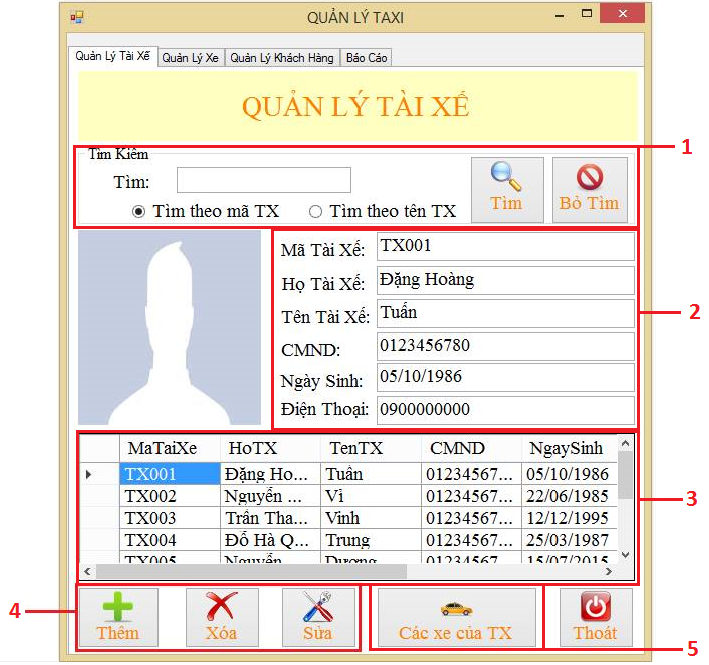 QUẢN LÝ TAXI
Quản Lý Tài Xế Quản Lý Xe Quản Lý Khách Hàng Báo Cáo
QUẢN LÝ TÀI XẾ
1
Tìm Kiếm
Tìm:
Tìm theo mã TX Tìm theo tên TX
Tìm
Bỏ Tìm
Mã Tài Xế: TX001
Họ Tài Xế: Đặng Hoàng
Tên Tài Xế: Tuấn
2
CMND: 0123456780
Ngày Sinh: 05/10/1986
Điện Thoại: 0900000000
MaTaiXe HoTX TenTX CMND NgaySinh
TX001 Đặng Ho... Tuấn 01234567... 05/10/1986
TX002 Nguyễn ... Vì 01234567... 22/06/1985
3
TX003 Trần Tha... Vinh 01234567... 12/12/1995
TX004 Đỗ Hà Q... Trung 01234567... 25/03/1987
TX005 Nguyễn Dương 01234567... 15/07/2015
4
Thêm Xóa Sửa Các xe của TX Thoát
5